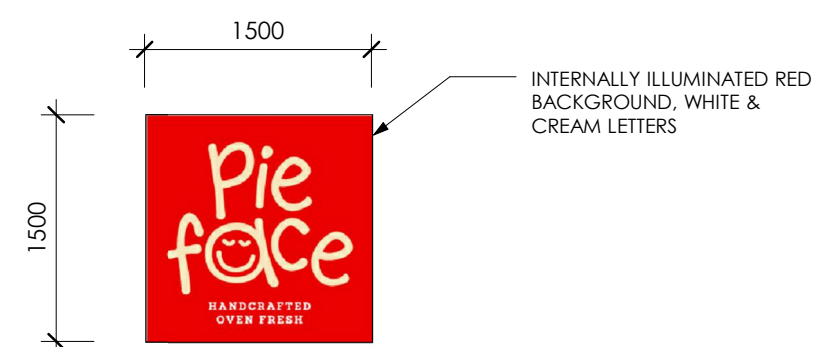 1500
INTERNALLY ILLUMINATED RED
BACKGROUND, WHITE &
CREAM LETTERS
1500
pie
face
HANDCRAFTED
OVEN FRESH